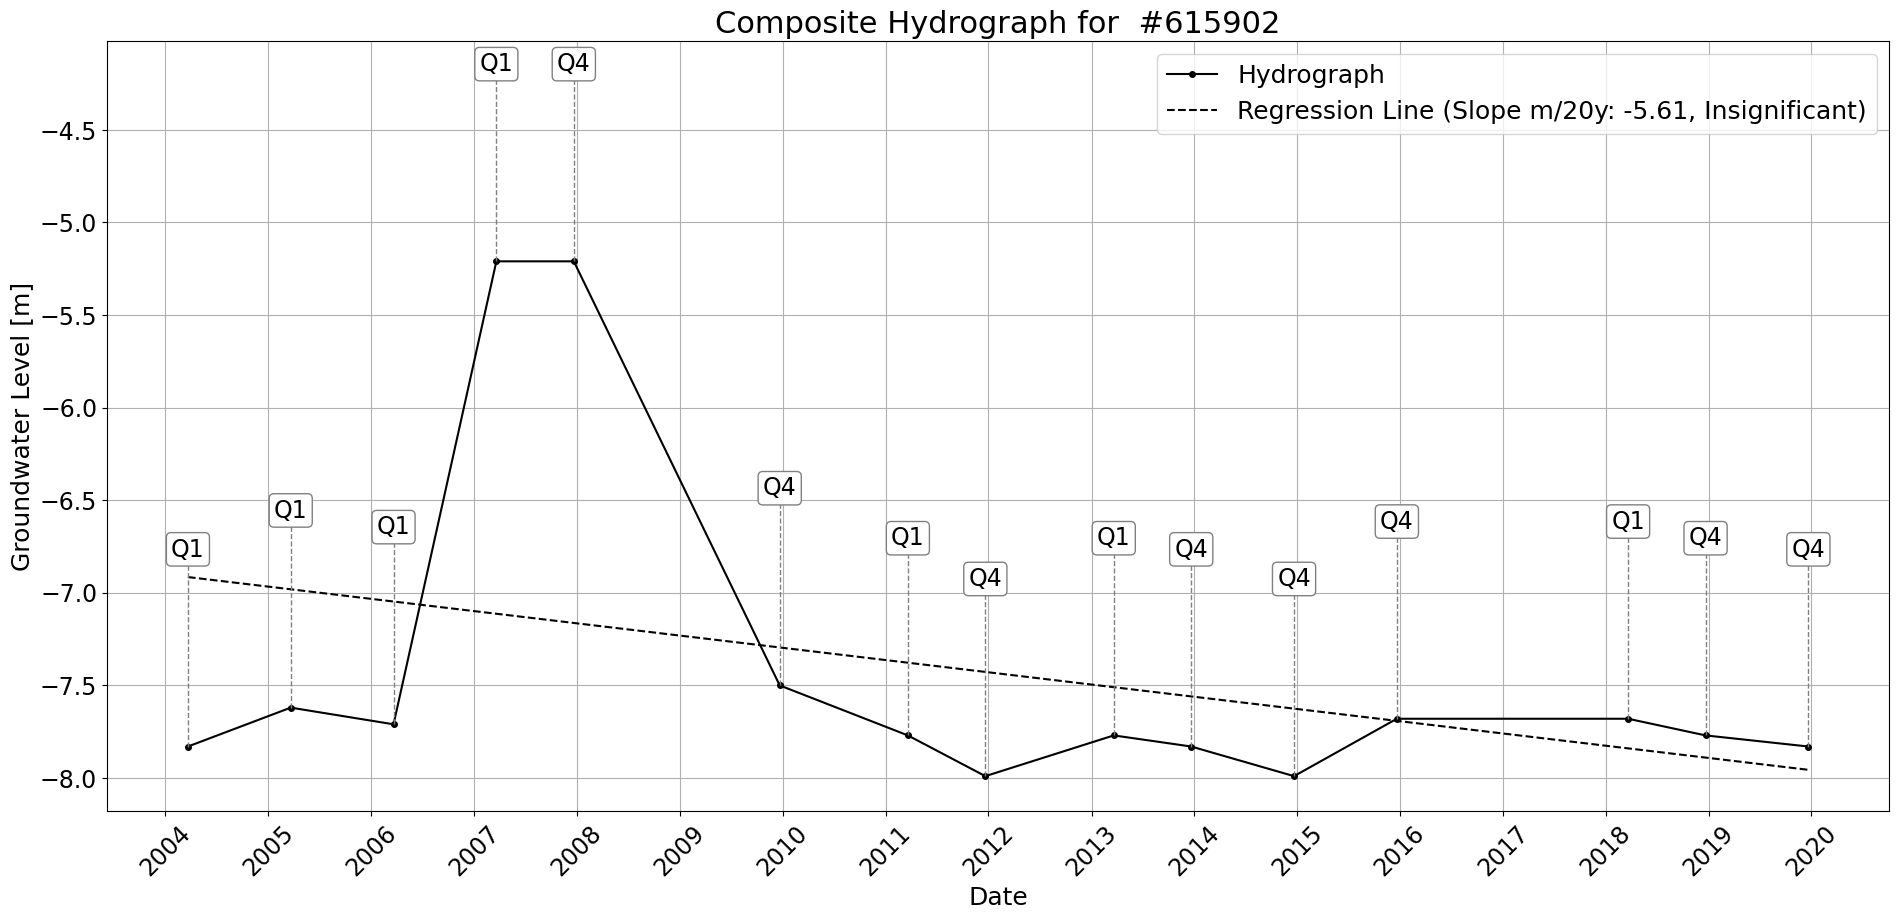 Composite Hydrograph for  #615902
Hydrograph
Regression Line (Slope m/20y: -5.61, Insignificant)
Groundwater Level [m]
−4.5
−5.0
−5.5
−6.0
−6.5
−7.0
−7.5
−8.0
Q1
Q1
Q1
Q1
Q4
Q4
Q1
Q4
Q1
Q4
Q4
Q4
Q1
Q4
Q4
2004
2005
2006
2007
2008
2009
2010
2011
2012
2013
2014
2015
2016
2017
2018
2019
2020
Date